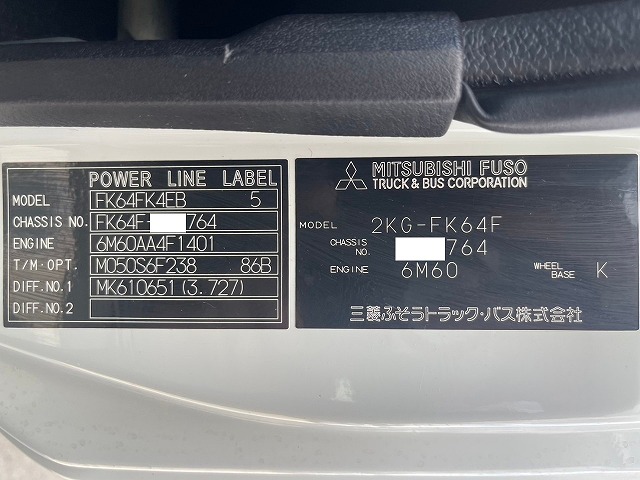 POWER LINE LABEL
MODEL FK64FK4EB 5
CHASSIS NO. FK64F- 764
ENGINE 6M60AA4F1401
T/M·OPT. M050S6F238 86B
DIFF.NO.1 MK610651 (3.727)
DIFF.NO.2
MITSUBISHI FUSO
TRUCK & BUS CORPORATION
MODEL 2KG-FK64F
CHASSIS NO. 764
ENGINE 6M60 WHEEL BASE K
三菱ふそうトラック・バス株式会社